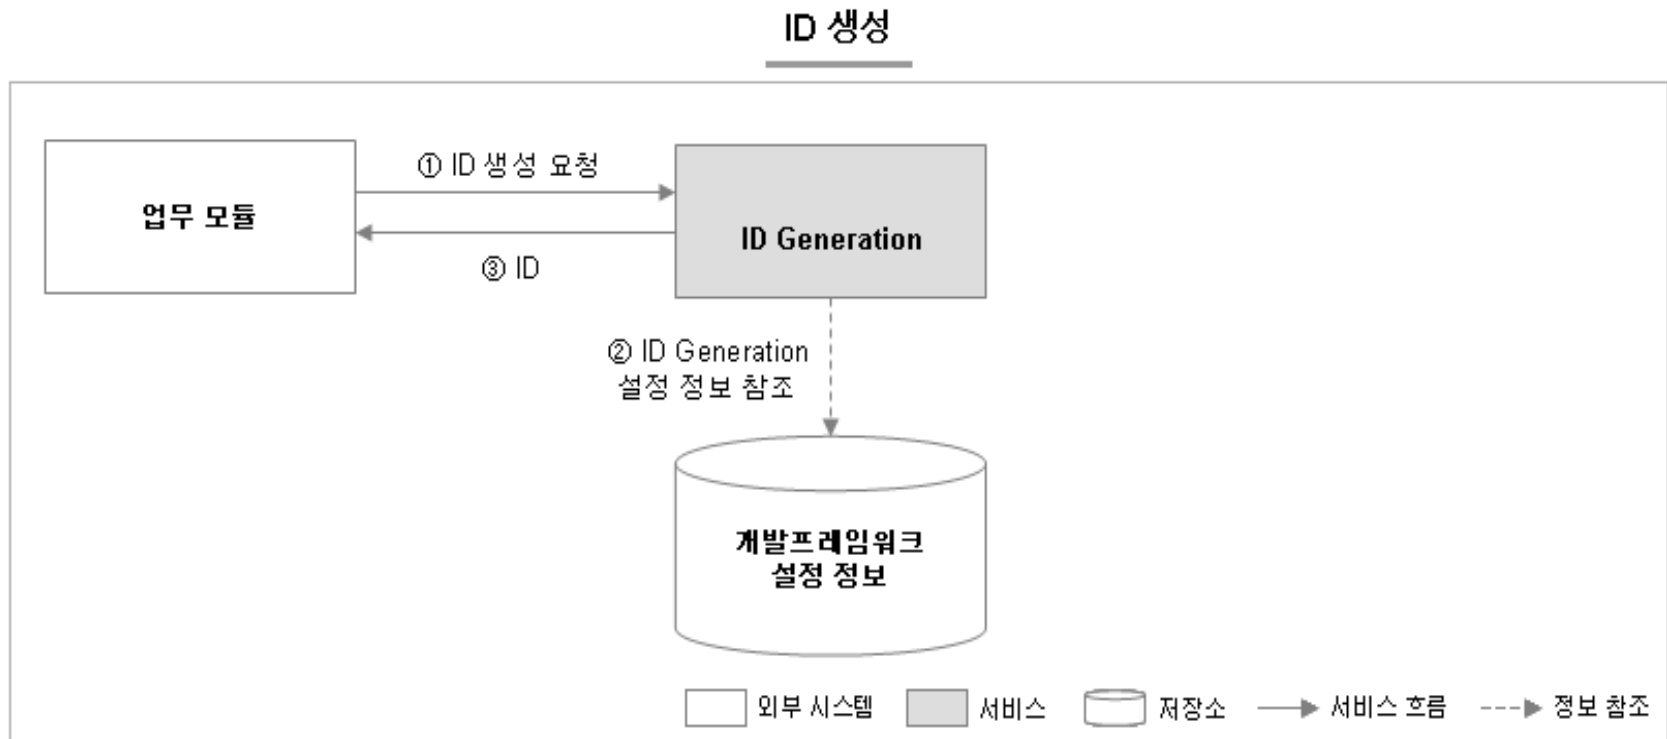 ID 생성
① ID 생성 요청
업무 모듈
ID Generation
③ ID
② ID Generation
설정 정보 참조
개발프레임워크
설정 정보
외부 시스템
서비스
저장소
서비스 흐름
정보 참조